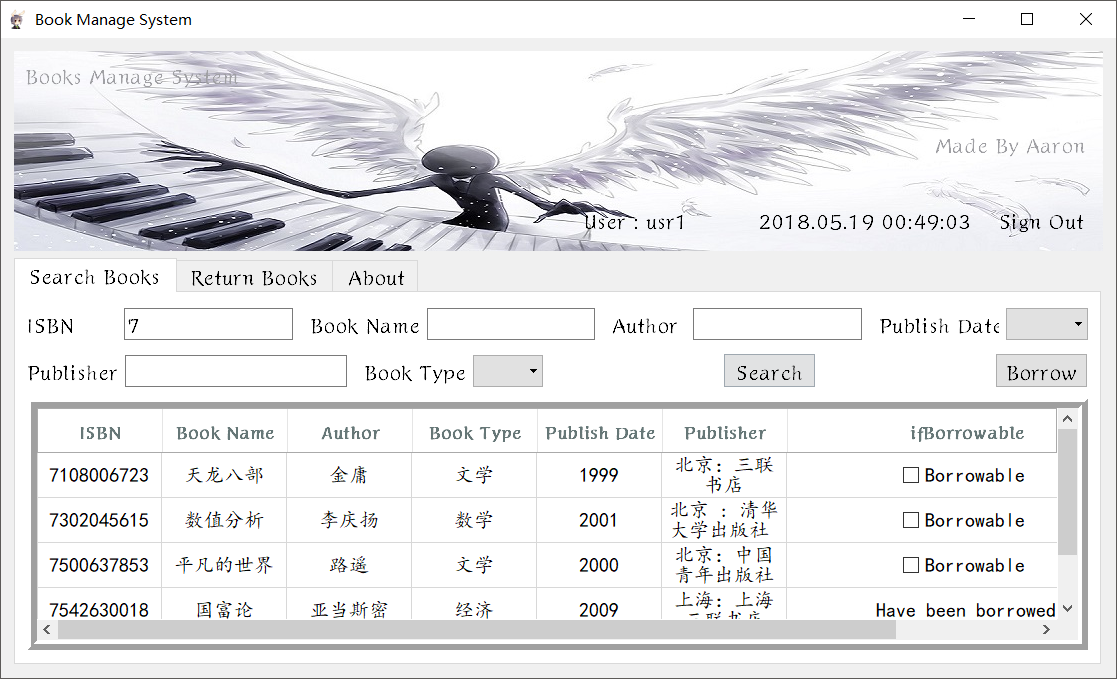 Book Manage System
Books Manage System
Made By Aaron
User : usr1 2018.05.19 00:49:03 Sign Out
Search Books Return Books About
ISBN 7 Book Name Author Publish Date
Publisher Book Type Search Borrow
ISBN Book Name Author Book Type Publish Date Publisher ifBorrowable
7108006723 天龙八部 金庸 文学 1999 北京：三联 Borrowable
书店
7302045615 数值分析 李庆扬 数学 2001 北京 : 清华 Borrowable
大学出版社
7500637853 平凡的世界 路遥 文学 2000 北京：中国 Borrowable
青年出版社
7542630018 国富论 亚当斯密 经济 2009 上海：上海 Have been borrowed
三联书店